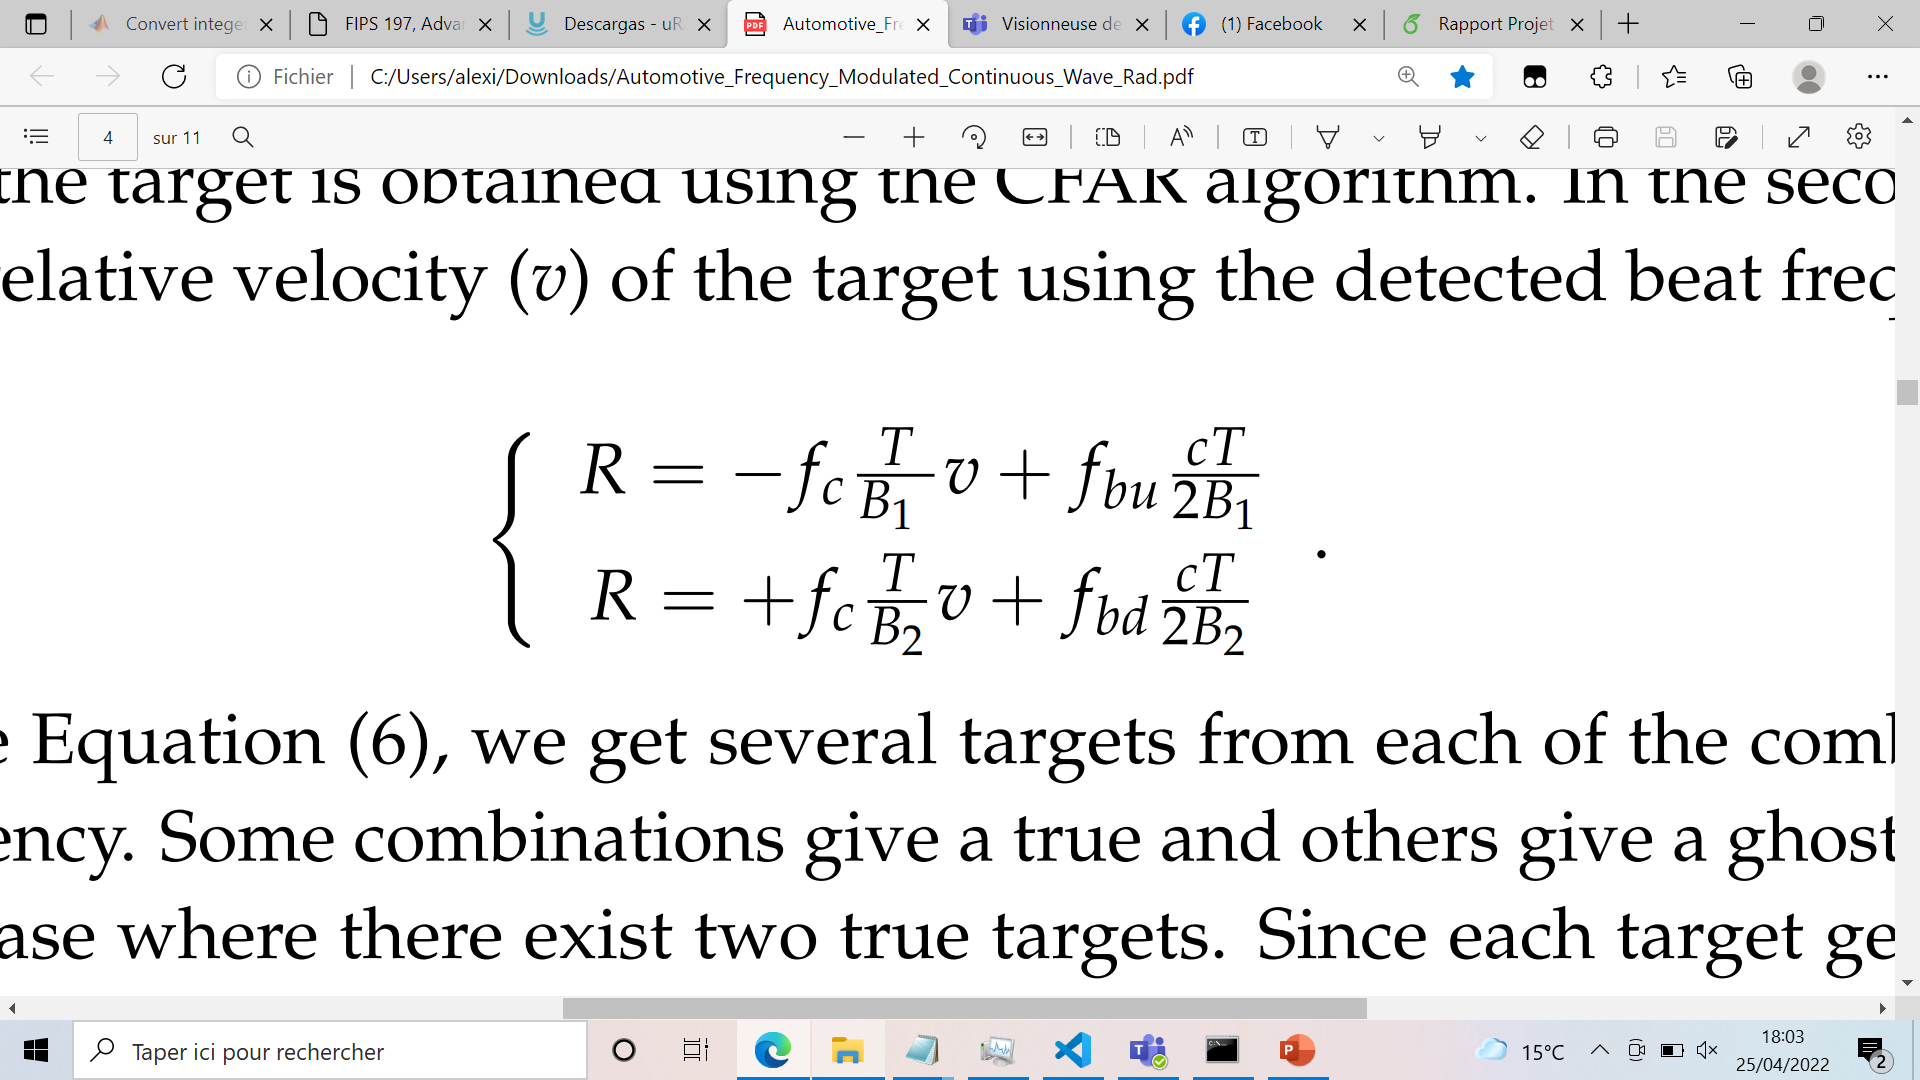 Convert intege
FIPS 197, Adva
Descargas - uR
Automotive_Fre
Visionneuse de
(1) Facebook
Rapport Projet
Fichier
C:/Users/alexi/Downloads/Automotive_Frequency_Modulated_Continuous_Wave_Rad.pdf
4 sur 11
the target is obtained using the CFAR algorithm. In the seco
elative velocity (v) of the target using the detected beat freq
R = −f_c T/B_1 v + f_bu cT/2B_1
R = +f_c T/B_2 v + f_bd cT/2B_2 .
e Equation (6), we get several targets from each of the com
ency. Some combinations give a true and others give a ghost
ase where there exist two true targets. Since each target ge
Taper ici pour rechercher
15°C
18:03
25/04/2022
2